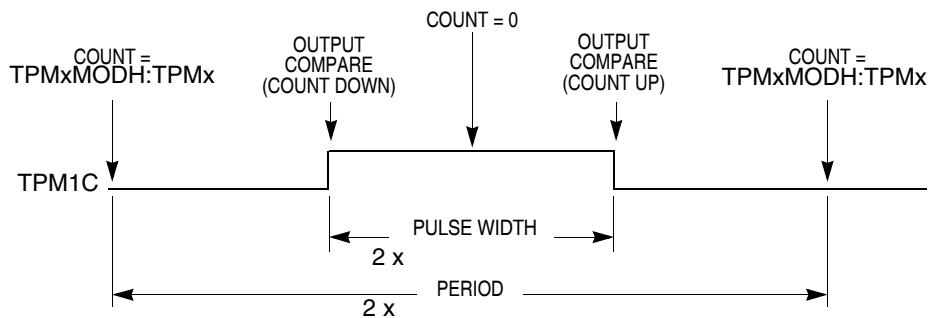 COUNT = 0
COUNT =
TPMxMODH:TPMx
OUTPUT
COMPARE
(COUNT DOWN)
OUTPUT
COMPARE
(COUNT UP)
COUNT =
TPMxMODH:TPMx
TPM1C
PULSE WIDTH
2 x
PERIOD
2 x